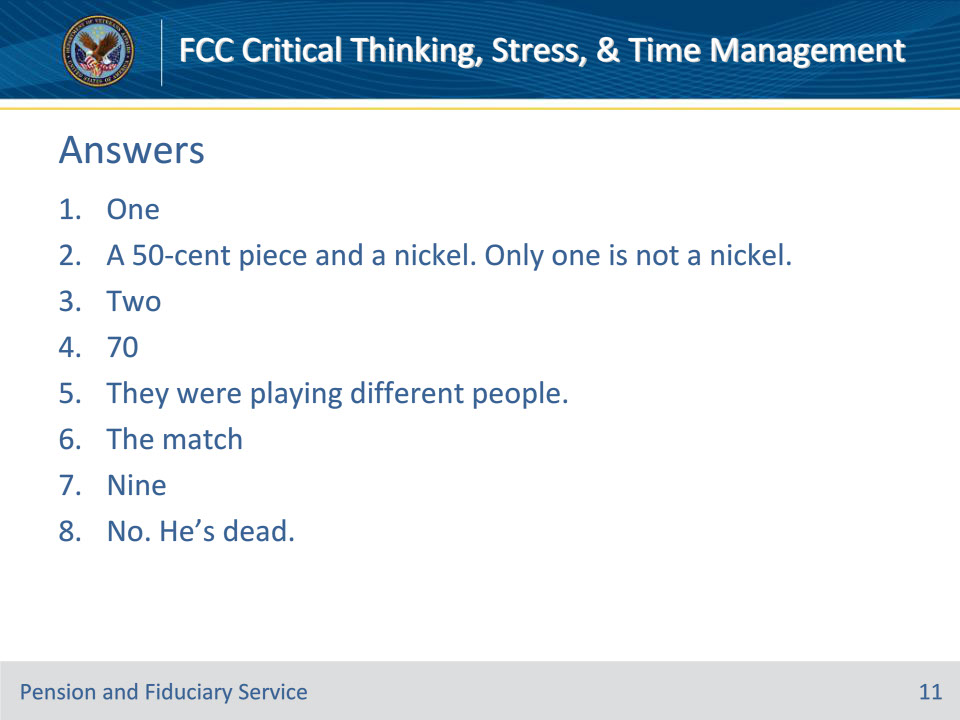 FCC Critical Thinking, Stress, & Time Management
Answers
1. One
2. A 50-cent piece and a nickel. Only one is not a nickel.
3. Two
4. 70
5. They were playing different people.
6. The match
7. Nine
8. No. He’s dead.
Pension and Fiduciary Service
11